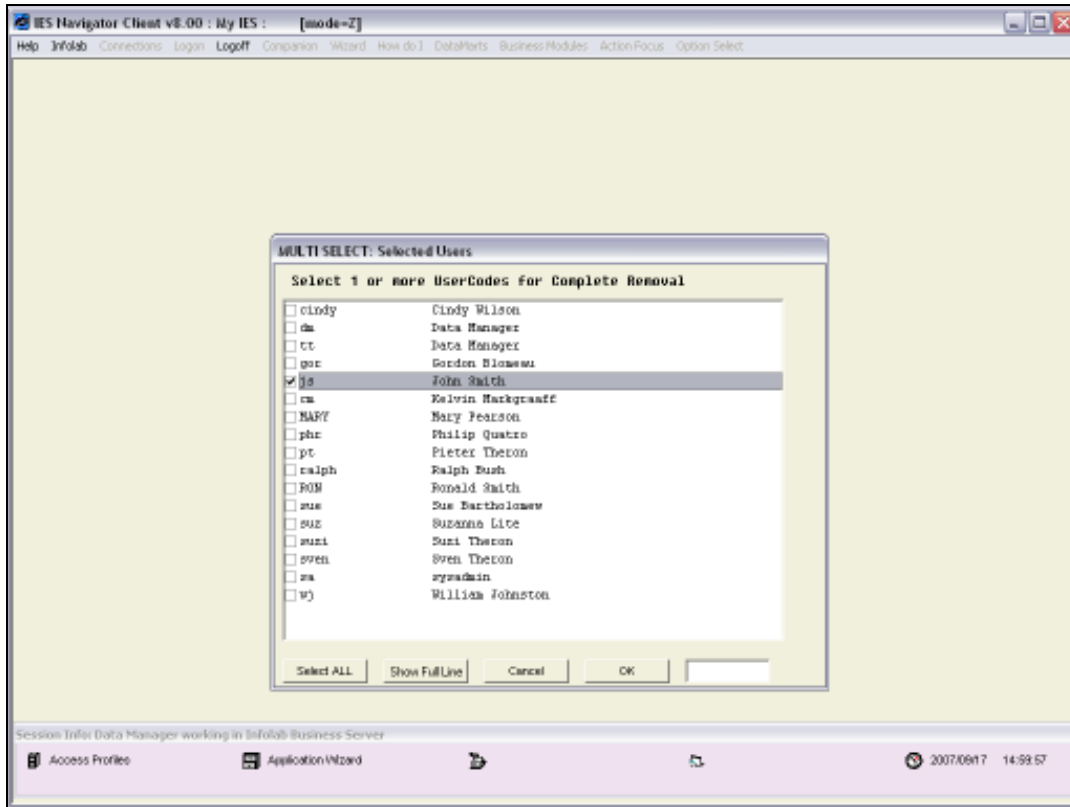 IES Navigator Client v8.00 : My IES : [mode=Z]
Help Infolab Connections Logon Logoff Companion Wizard How do I DataMarts Business Modules Action Focus Option Select
MULTI SELECT: Selected Users
Select 1 or more UserCodes for Complete Removal
cindy Cindy Wilson
dm Data Manager
tt Data Manager
gor Gordon
js John Smith
Kelvin Markgraaff
MARY Mary Pearson
phr Philip Quatro
pt Pieter Theron
ralph Ralph Bush
RON Ronald Smith
sue Sue Bartholomew
suz Suzanna Lite
suzi Suzi Theron
sven Sven Theron
sa sysadmin
wj William Johnston
Select ALL Show Full Line Cancel OK
Session Info: Data Manager working in Infolab Business Server
Access Profiles Application Wizard 2007/09/17 14:59:57